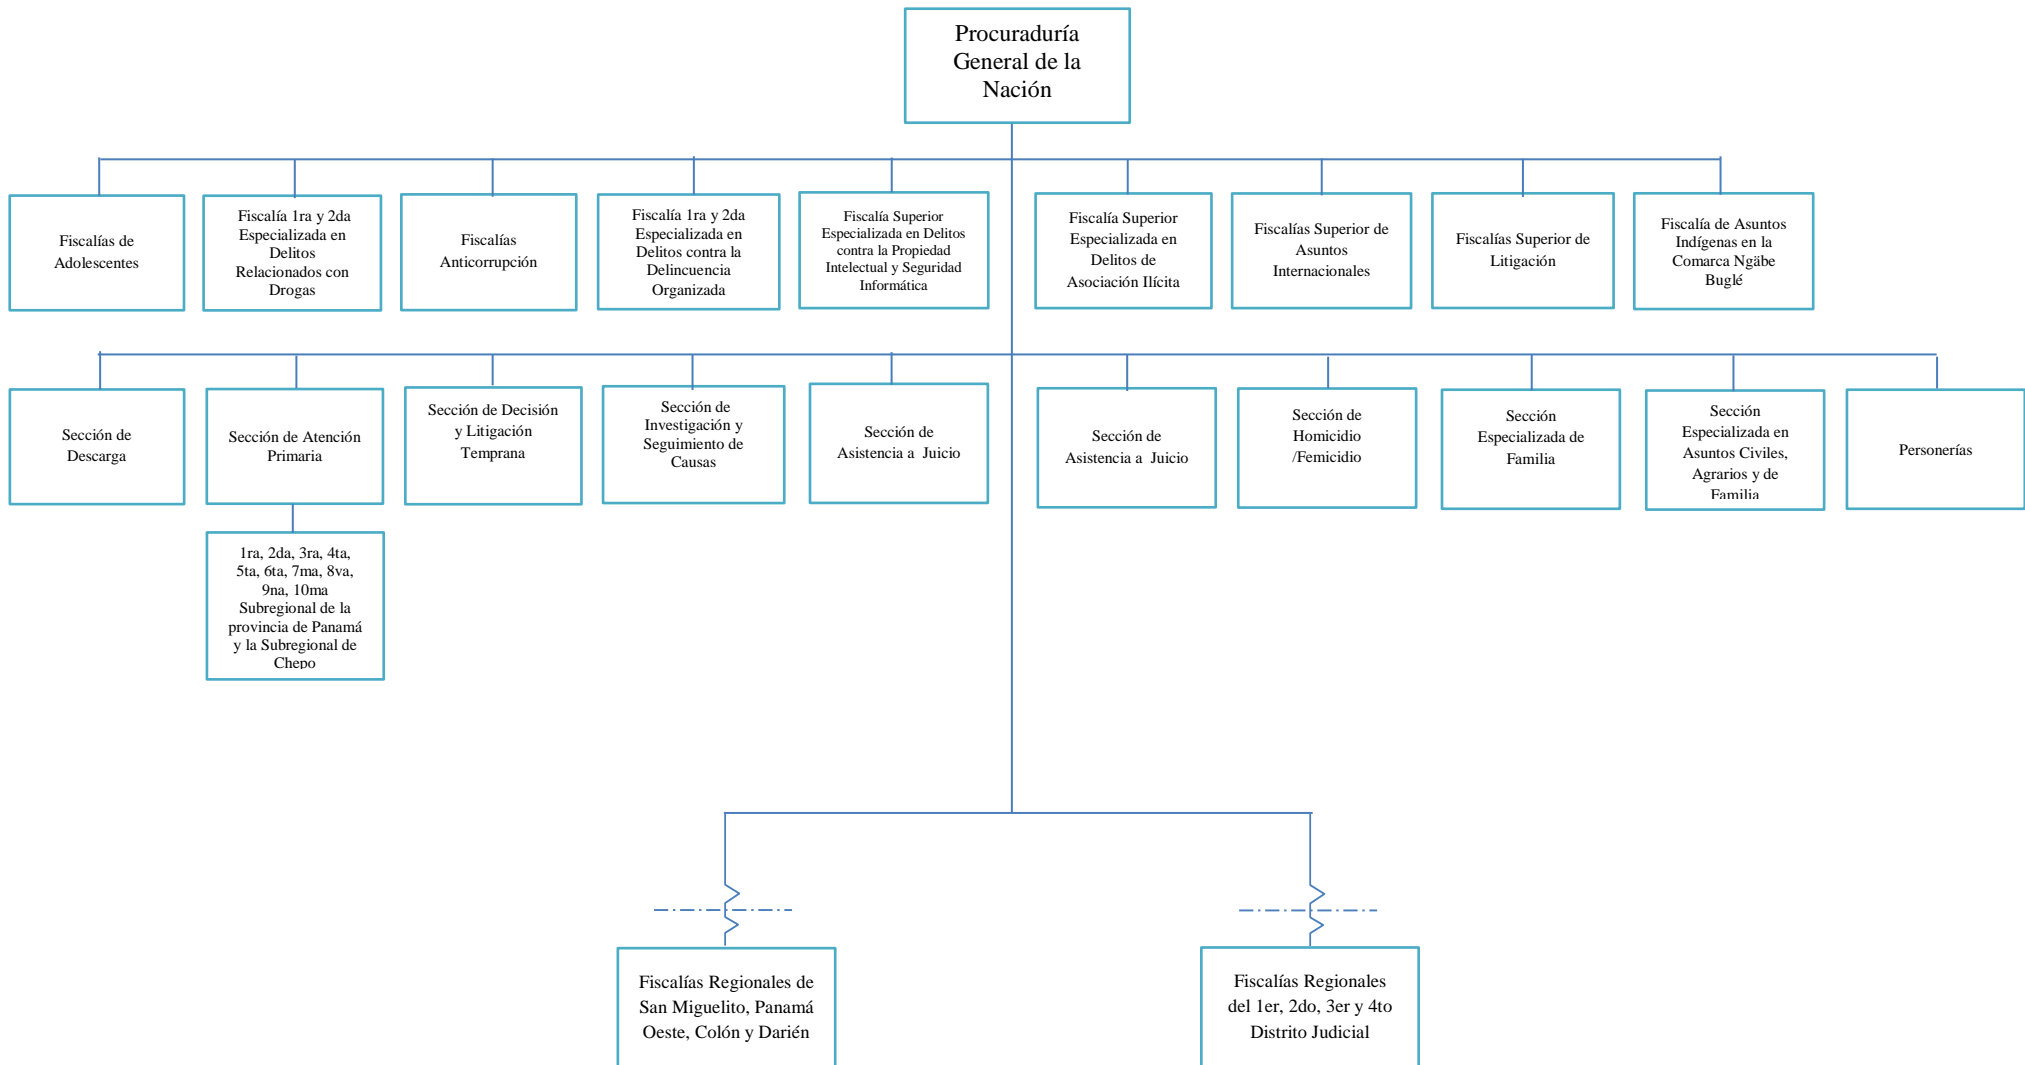 Procuraduría
General de la
Nación
Fiscalías de
Adolescentes
Fiscalía 1ra y 2da
Especializada en
Delitos
Relacionados con
Drogas
Fiscalías
Anticorrupción
Fiscalía 1ra y 2da
Especializada en
Delitos contra la
Delincuencia
Organizada
Fiscalía Superior
Especializada en Delitos
contra la Propiedad
Intelectual y Seguridad
Informática
Fiscalía Superior
Especializada en
Delitos de
Asociación Ilícita
Fiscalías Superior de
Asuntos
Internacionales
Fiscalías Superior de
Litigación
Fiscalía de Asuntos
Indígenas en la
Comarca Ngäbe
Buglé
Sección de
Descarga
Sección de Atención
Primaria
Sección de Decisión
y Litigación
Temprana
Sección de
Investigación y
Seguimiento de
Causas
Sección de
Asistencia a Juicio
Sección de
Asistencia a Juicio
Sección de
Homicidio
/Femicidio
Sección
Especializada de
Familia
Sección
Especializada en
Asuntos Civiles,
Agrarios y de
Familia
Personerías
1ra, 2da, 3ra, 4ta,
5ta, 6ta, 7ma, 8va,
9na, 10ma
Subregional de la
provincia de Panamá
y la Subregional de
Chepo
Fiscalías Regionales de
San Miguelito, Panamá
Oeste, Colón y Darién
Fiscalías Regionales
del 1er, 2do, 3er y 4to
Distrito Judicial